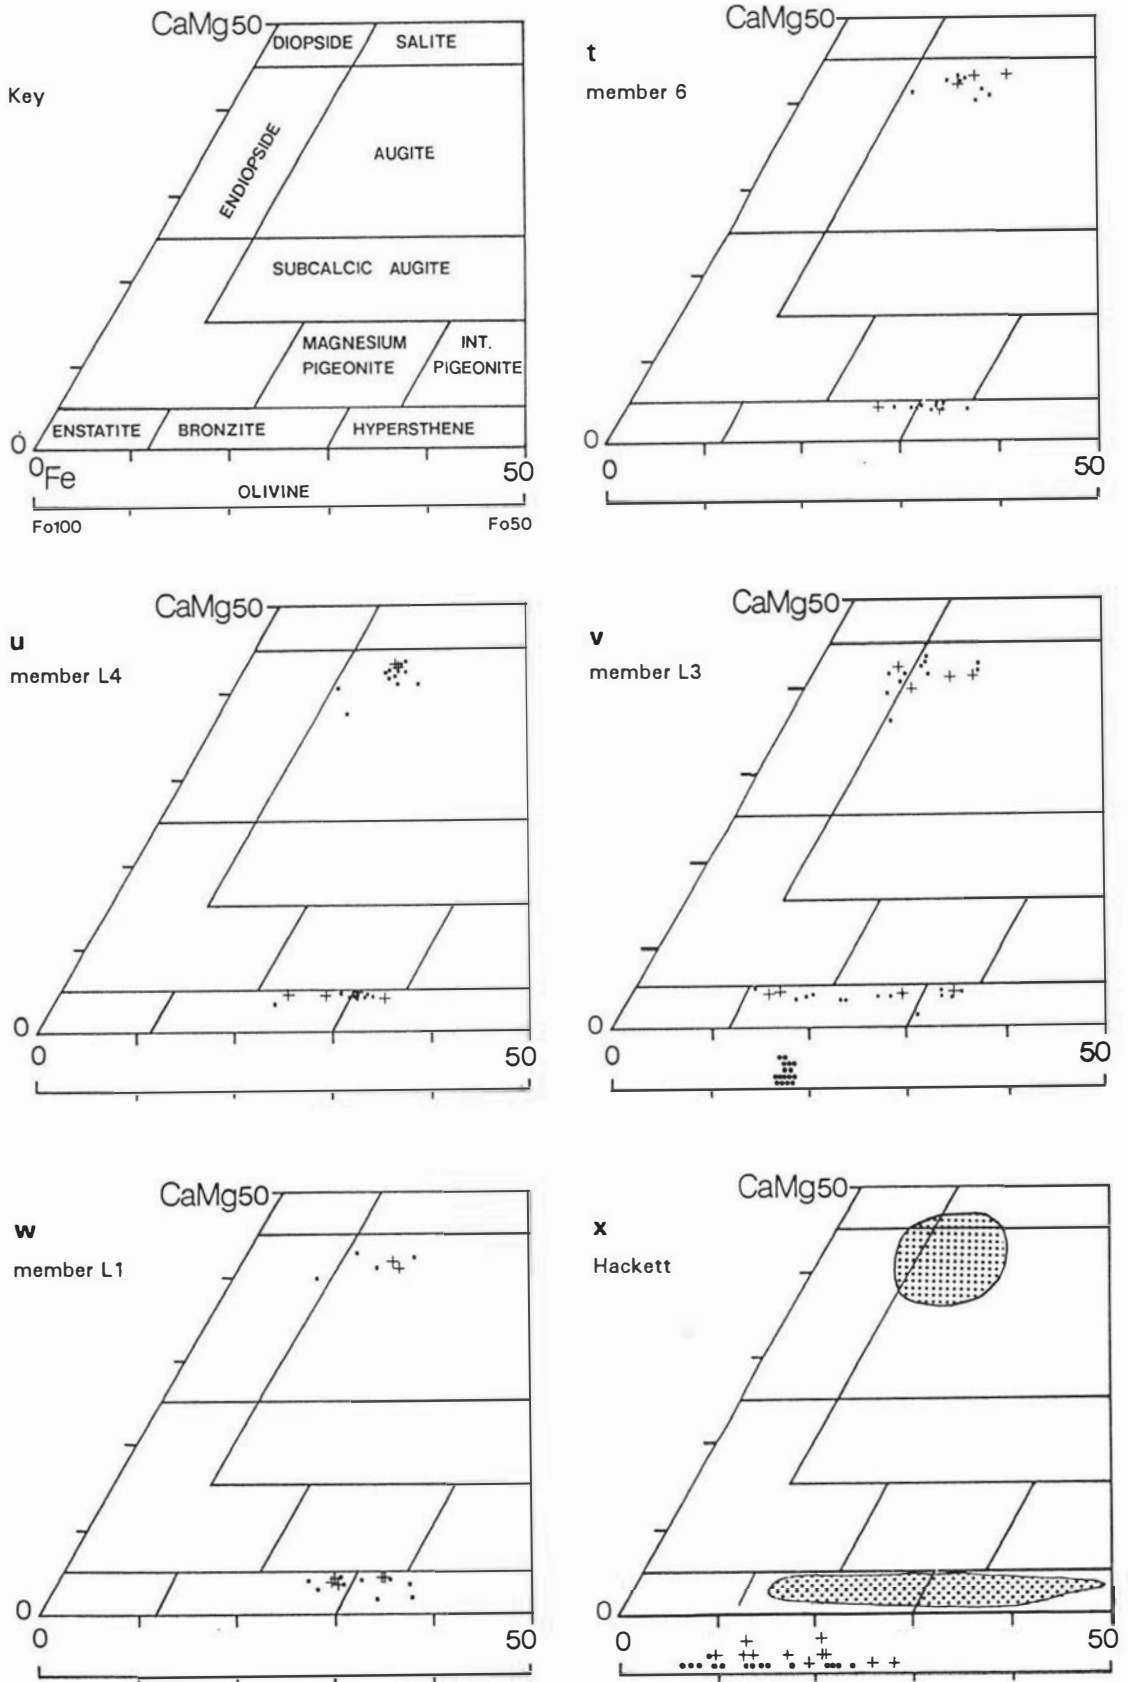 CaMg50
DIOPSIDE
SALITE
Key
ENDIOPSIDE
AUGITE
SUBCALCIC AUGITE
MAGNESIUM
PIGEONITE
INT.
PIGEONITE
ENSTATITE
BRONZITE
HYPERSTHENE
0
0
Fe
50
OLIVINE
Fo100
Fo50
CaMg50
t
member 6
0
0
50
CaMg50
u
member L4
0
0
50
CaMg50
v
member L3
0
0
50
CaMg50
w
member L1
0
0
50
CaMg50
x
Hackett
0
0
50